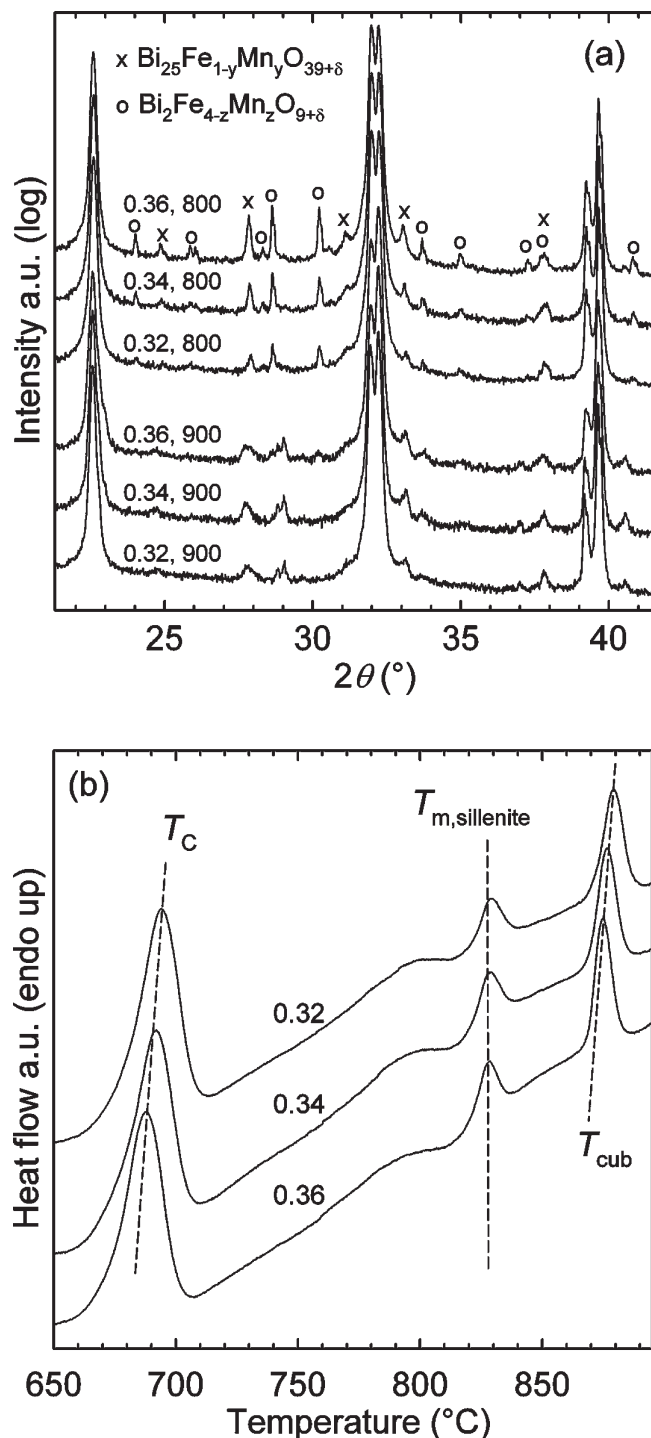 (a)
x Bi25Fe1-yMnyO39+δ
o Bi2Fe4-zMnzO9+δ
x o x o x o o o x o x x o o o x o o
0.36, 800
0.34, 800
0.32, 800
0.36, 900
0.34, 900
0.32, 900
Intensity a.u. (log)
25 30 35 40
2θ (°)
(b)
TC
Tm,sillenite
Tcub
0.32
0.34
0.36
Heat flow a.u. (endo up)
650 700 750 800 850
Temperature (°C)